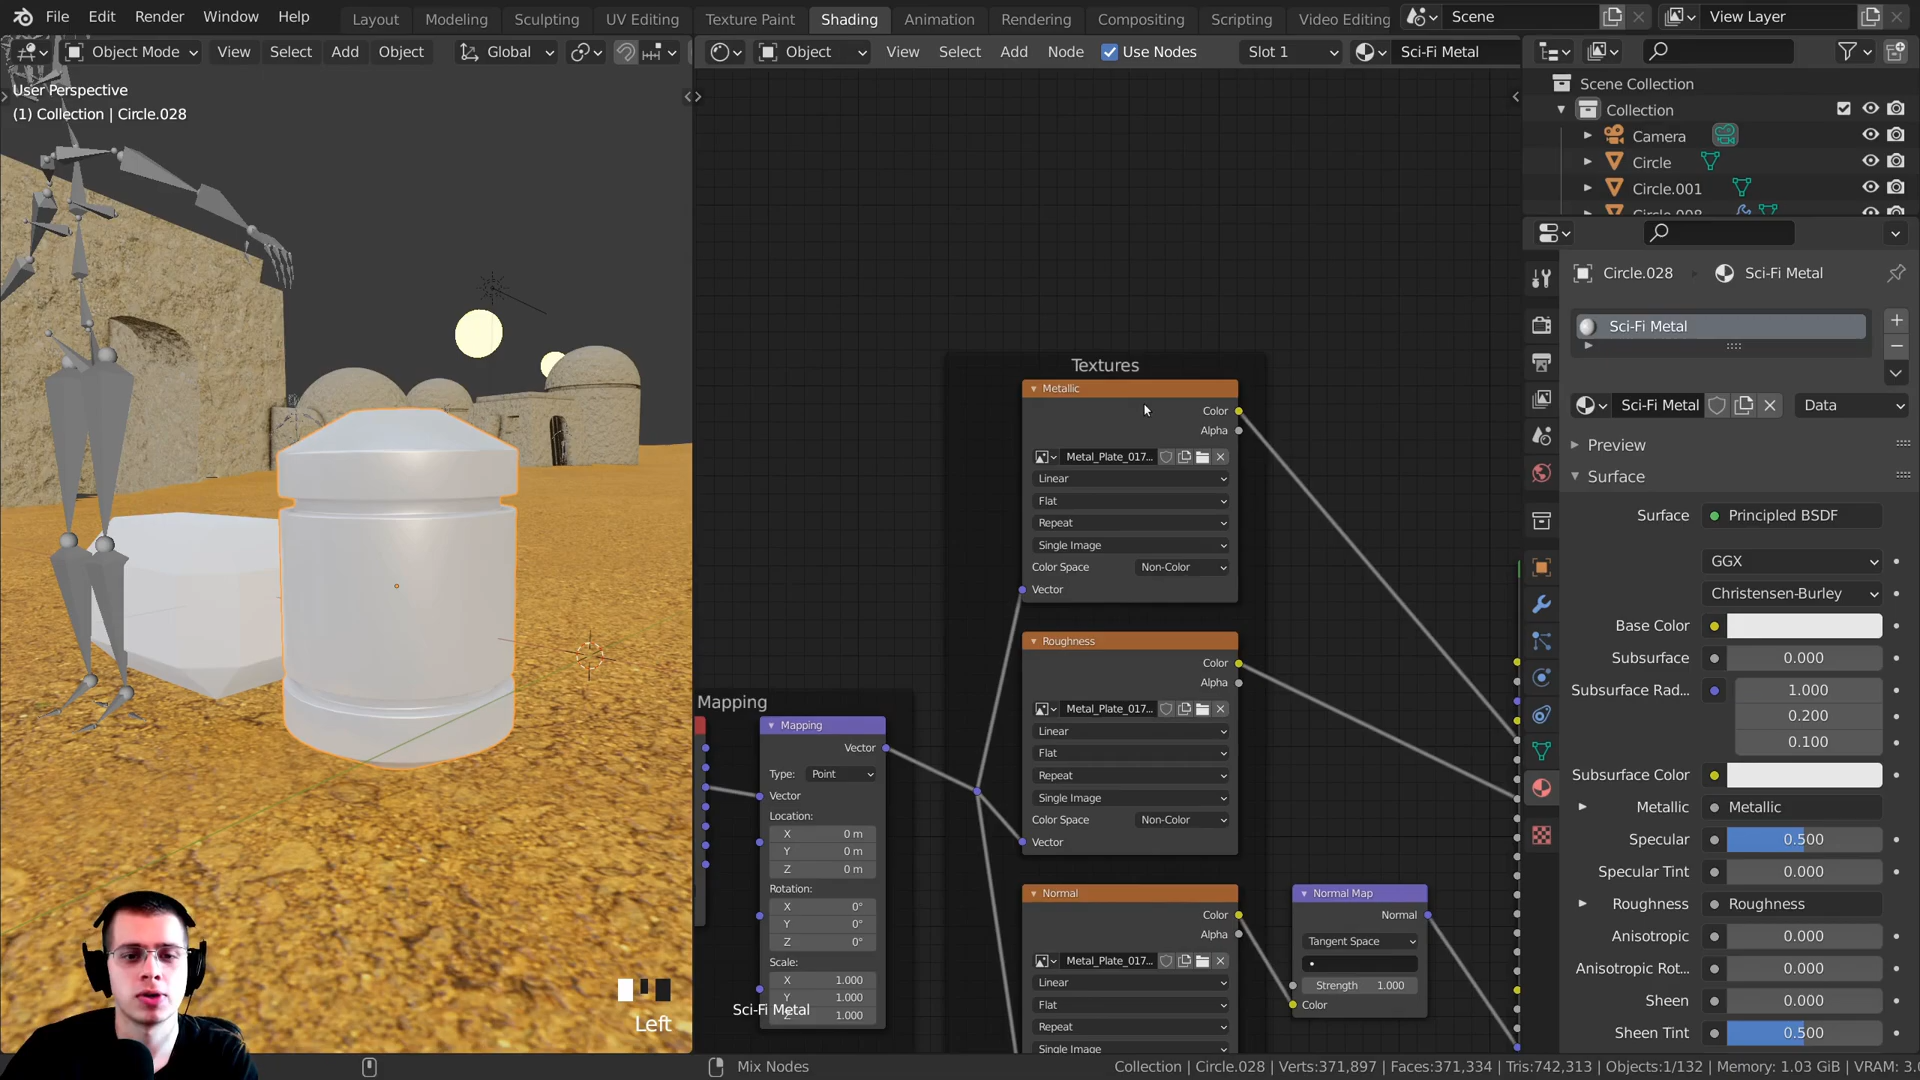 File Edit Render Window Help Layout Modeling Sculpting UV Editing Texture Paint Shading Animation Rendering Compositing Scripting Video Editing Scene View Layer
Object Mode View Select Add Object Global Object View Select Add Node Use Nodes Slot 1 Sci-Fi Metal
User Perspective
(1) Collection | Circle.028
Scene Collection
Collection
Camera
Circle
Circle.001
Circle.008
Circle.028 Sci-Fi Metal
Sci-Fi Metal
Sci-Fi Metal Data
Preview
Surface
Surface Principled BSDF
GGX
Christensen-Burley
Base Color
Subsurface 0.000
Subsurface Rad... 1.000
0.200
0.100
Subsurface Color
Metallic Metallic
Specular 0.500
Specular Tint 0.000
Roughness Roughness
Anisotropic 0.000
Anisotropic Rot... 0.000
Sheen 0.000
Sheen Tint 0.500
Textures
Metallic
Color
Alpha
Metal_Plate_017...
Linear
Flat
Repeat
Single Image
Color Space Non-Color
Vector
Roughness
Color
Alpha
Metal_Plate_017...
Linear
Flat
Repeat
Single Image
Color Space Non-Color
Vector
Normal
Color
Alpha
Metal_Plate_017...
Linear
Flat
Repeat
Single Image
Normal Map
Normal
Tangent Space
Strength 1.000
Color
Mapping
Mapping
Vector
Type: Point
Vector
Location:
X 0 m
Y 0 m
Z 0 m
Rotation:
X 0°
Y 0°
Z 0°
Scale:
X 1.000
Y 1.000
Z 1.000
Sci-Fi Metal
Left
Mix Nodes
Collection | Circle.028 | Verts:371,897 | Faces:371,334 | Tris:742,313 | Objects:1/132 | Memory: 1.03 GiB | VRAM: 3.